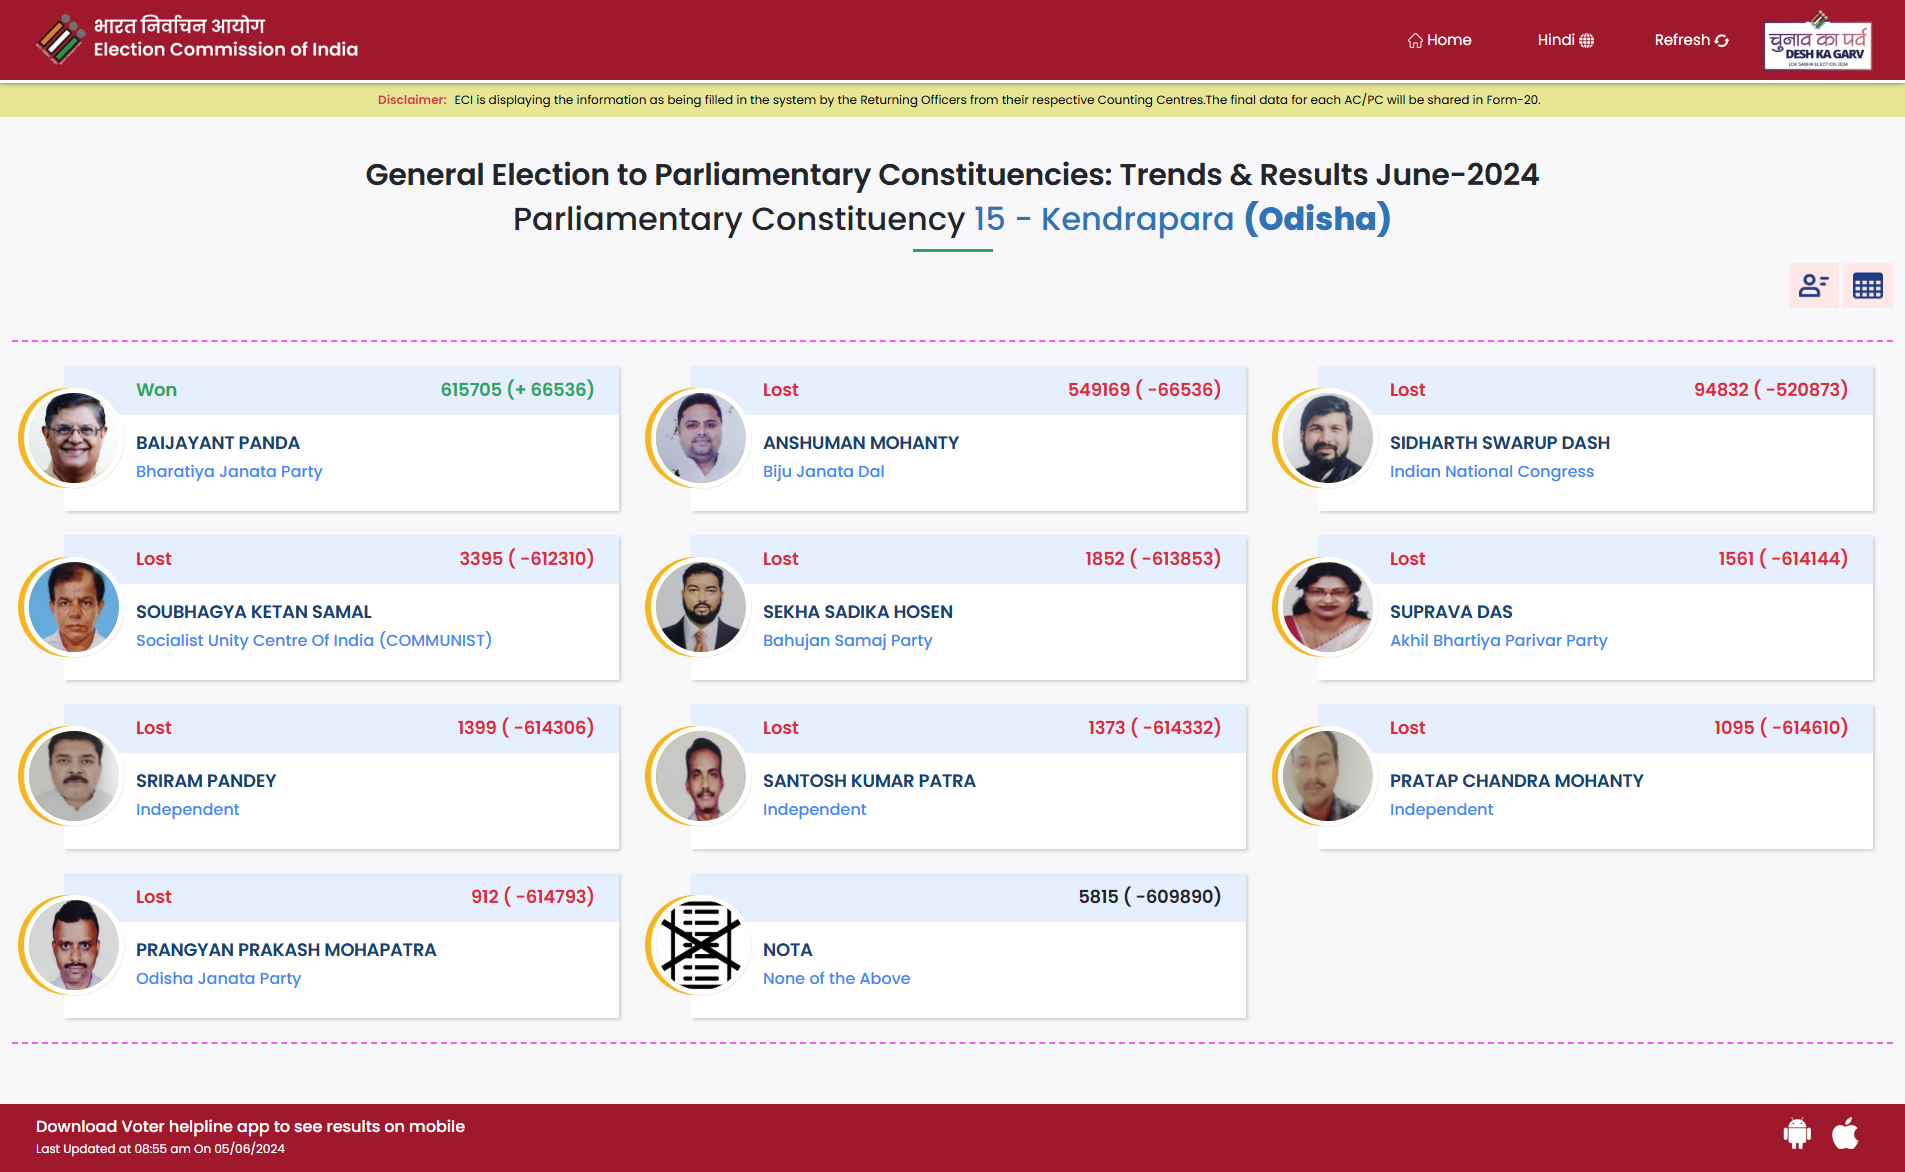 भारत निर्वाचन आयोग
Election Commission of India
Home
Hindi
Refresh
चुनाव का पर्व
DESH KA GARV
LOK SABHA ELECTION 2024
Disclaimer: ECI is displaying the information as being filled in the system by the Returning Officers from their respective Counting Centres.The final data for each AC/PC will be shared in Form-20.
General Election to Parliamentary Constituencies: Trends & Results June-2024
Parliamentary Constituency 15 - Kendrapara (Odisha)
Won 615705 (+ 66536)
BAIJAYANT PANDA
Bharatiya Janata Party
Lost 549169 ( -66536)
ANSHUMAN MOHANTY
Biju Janata Dal
Lost 94832 ( -520873)
SIDHARTH SWARUP DASH
Indian National Congress
Lost 3395 ( -612310)
SOUBHAGYA KETAN SAMAL
Socialist Unity Centre Of India (COMMUNIST)
Lost 1852 ( -613853)
SEKHA SADIKA HOSEN
Bahujan Samaj Party
Lost 1561 ( -614144)
SUPRAVA DAS
Akhil Bhartiya Parivar Party
Lost 1399 ( -614306)
SRIRAM PANDEY
Independent
Lost 1373 ( -614332)
SANTOSH KUMAR PATRA
Independent
Lost 1095 ( -614610)
PRATAP CHANDRA MOHANTY
Independent
Lost 912 ( -614793)
PRANGYAN PRAKASH MOHAPATRA
Odisha Janata Party
5815 ( -609890)
NOTA
None of the Above
Download Voter helpline app to see results on mobile
Last Updated at 08:55 am On 05/06/2024